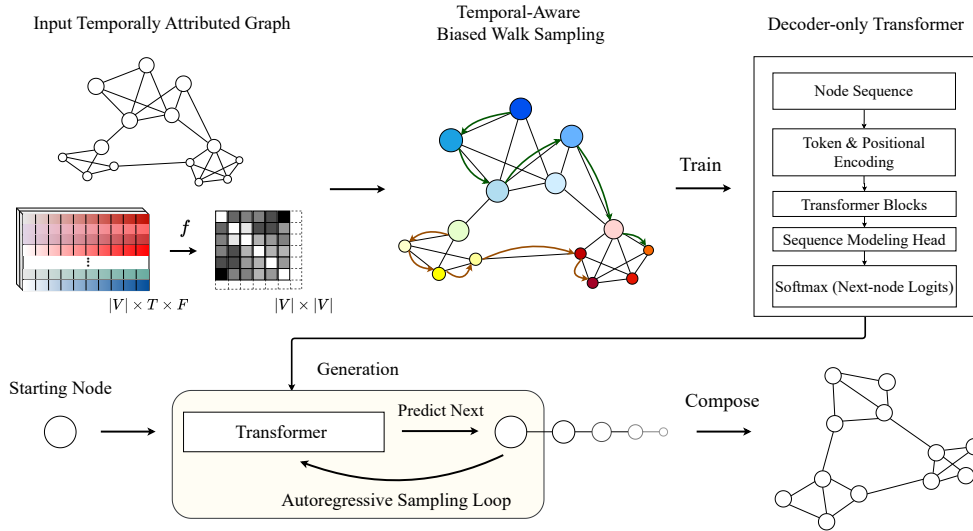 Input Temporally Attributed Graph
Temporal-Aware
Biased Walk Sampling
Decoder-only Transformer
Node Sequence
Token & Positional
Encoding
Transformer Blocks
Sequence Modeling Head
Softmax (Next-node Logits)
Train
f
|V| × T × F
|V| × |V|
Generation
Starting Node
Transformer
Predict Next
Autoregressive Sampling Loop
Compose